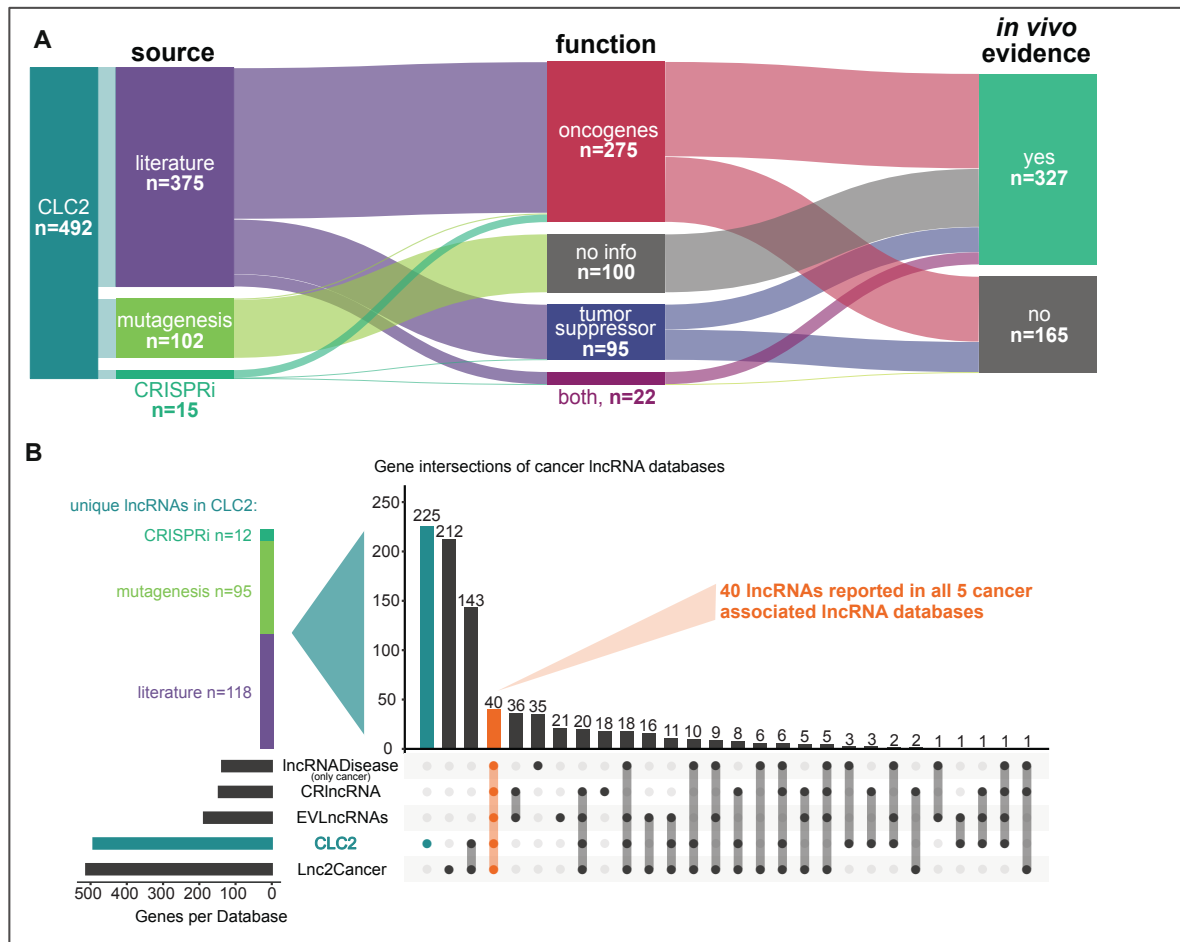 A
source
function
in vivo
evidence
CLC2
n=492
literature
n=375
mutagenesis
n=102
CRISPRi
n=15
oncogenes
n=275
no info
n=100
tumor
suppressor
n=95
both, n=22
yes
n=327
no
n=165
B
Gene intersections of cancer lncRNA databases
unique lncRNAs in CLC2:
CRISPRi n=12
mutagenesis n=95
literature n=118
250
200
150
100
50
0
225
212
143
40
36
35
21
20
18
18
16
11
10
9
8
6
6
5
5
3
3
2
2
1
1
1
1
1
40 lncRNAs reported in all 5 cancer
associated lncRNA databases
lncRNADisease
(only cancer)
CRlncRNA
EVLncRNAs
CLC2
Lnc2Cancer
500 400 300 200 100 0
Genes per Database